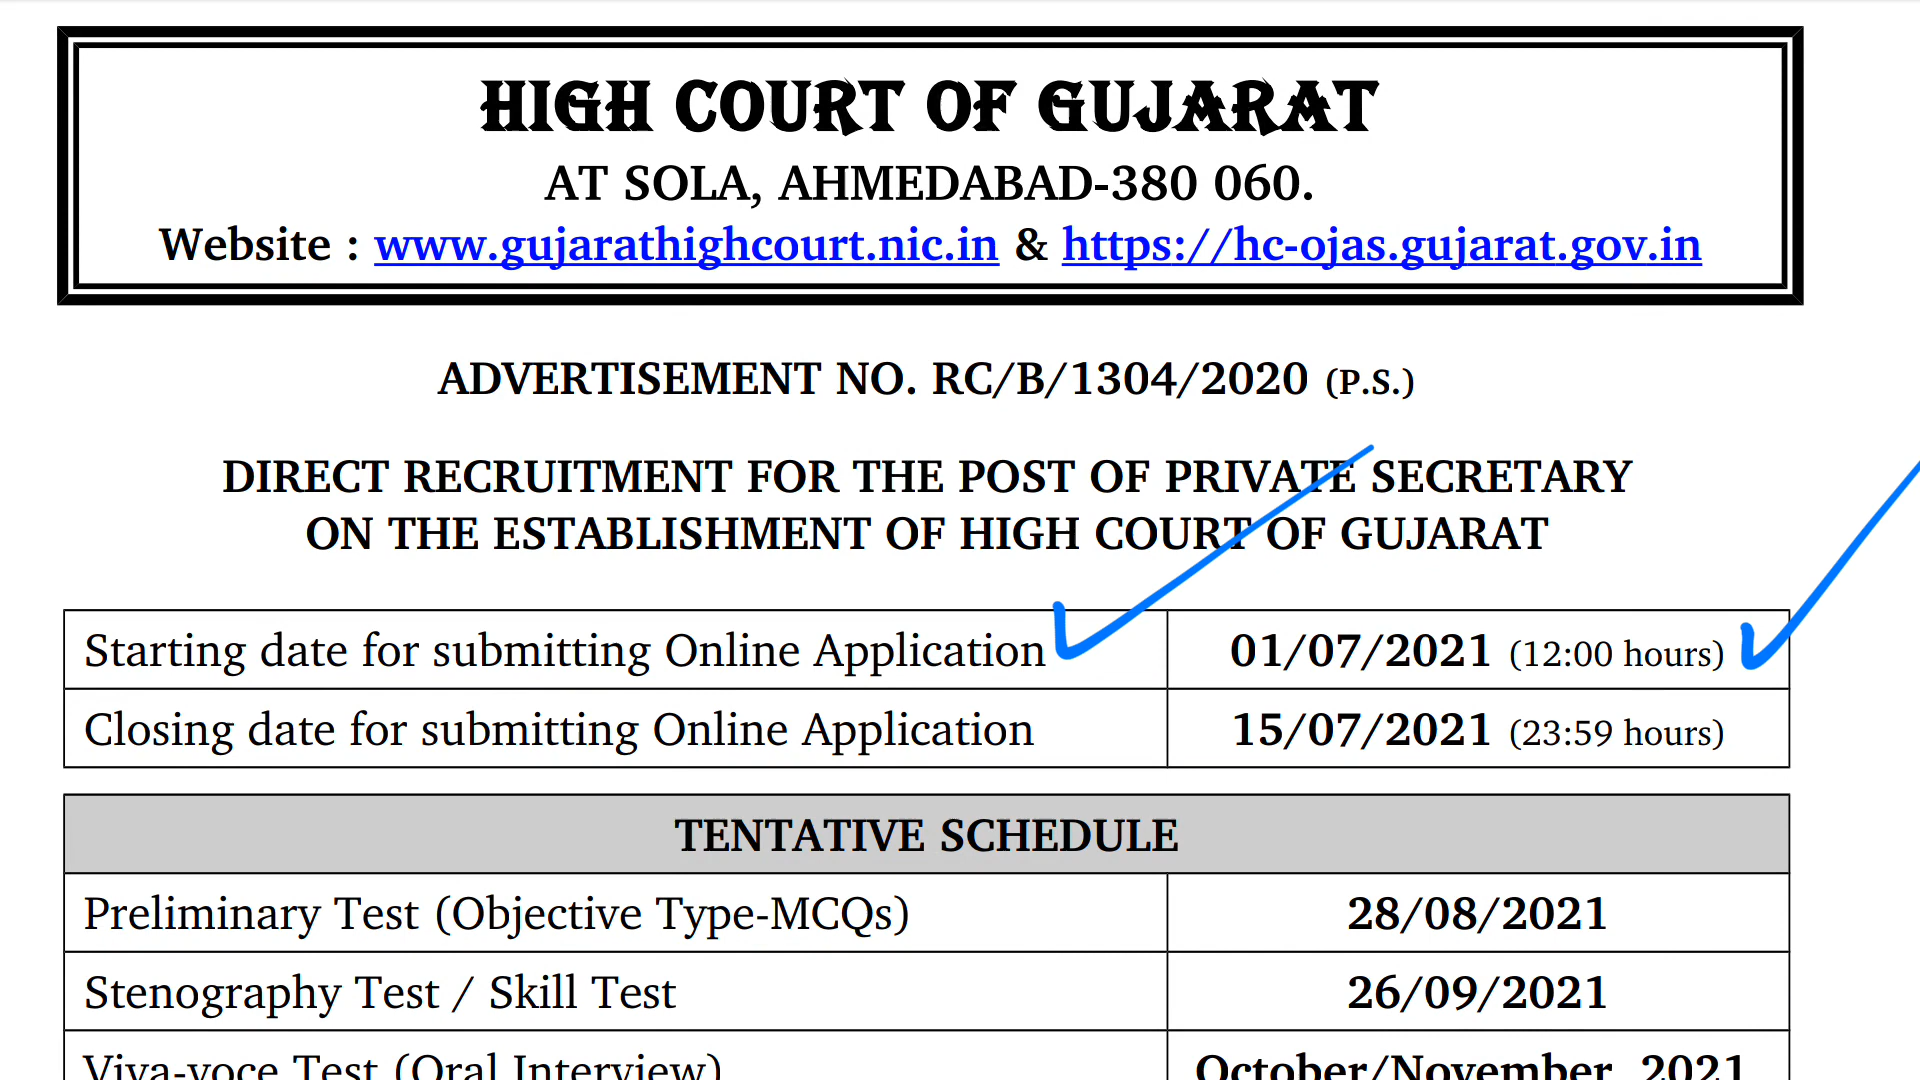 HIGH COURT OF GUJARAT
AT SOLA, AHMEDABAD-380 060.
Website : www.gujarathighcourt.nic.in & https://hc-ojas.gujarat.gov.in
ADVERTISEMENT NO. RC/B/1304/2020 (P.S.)
DIRECT RECRUITMENT FOR THE POST OF PRIVATE SECRETARY
ON THE ESTABLISHMENT OF HIGH COURT OF GUJARAT
Starting date for submitting Online Application 01/07/2021 (12:00 hours)
Closing date for submitting Online Application 15/07/2021 (23:59 hours)
TENTATIVE SCHEDULE
Preliminary Test (Objective Type-MCQs) 28/08/2021
Stenography Test / Skill Test 26/09/2021
Viva-voce Test (Oral Interview) October/November, 2021